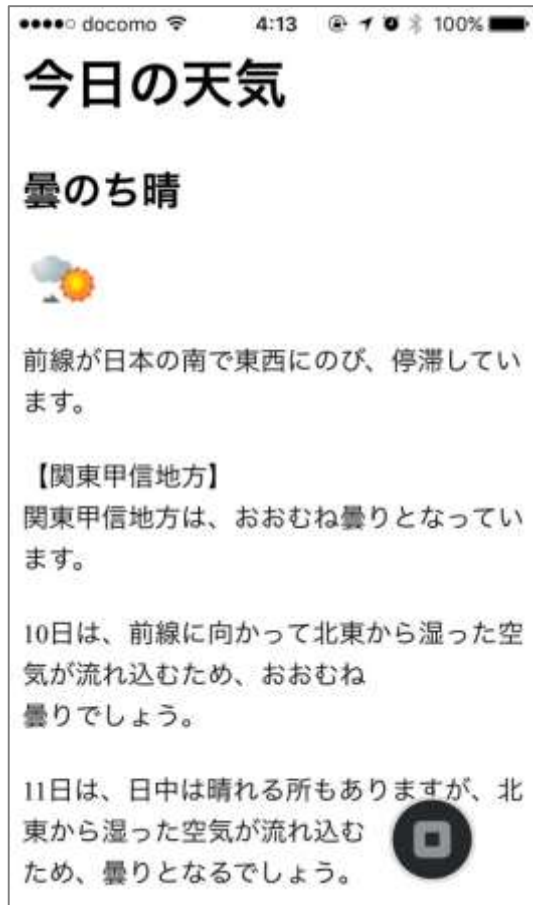 docomo 4:13 100%
今日の天気
曇のち晴
前線が日本の南で東西にのび、停滞してい
ます。
【関東甲信地方】
関東甲信地方は、おおむね曇りとなってい
ます。
10日は、前線に向かって北東から湿った空
気が流れ込むため、おおむね
曇りでしょう。
11日は、日中は晴れる所もありますが、北
東から湿った空気が流れ込む
ため、曇りとなるでしょう。